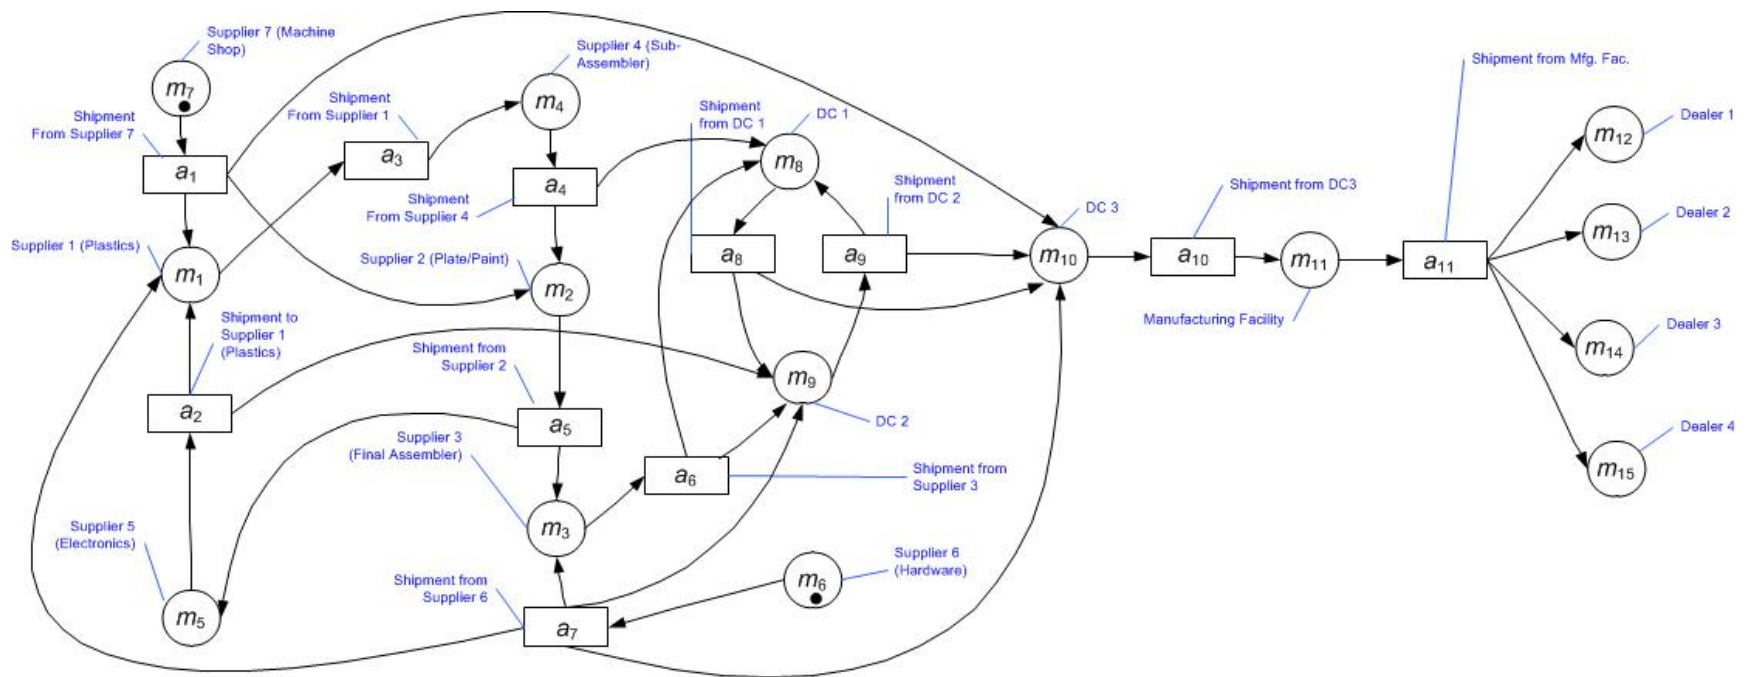 Supplier 7 (Machine
Shop)
m7
Shipment
From Supplier 7
a1
Supplier 1 (Plastics)
m1
Shipment to
Supplier 1
(Plastics)
a2
Supplier 5
(Electronics)
m5
Shipment
From Supplier 1
a3
Supplier 4 (Sub-
Assembler)
m4
a4
Shipment
From Supplier 4
Supplier 2 (Plate/Paint)
m2
Shipment from
Supplier 2
a5
Supplier 3
(Final Assembler)
m3
Shipment from
Supplier 6
a7
Supplier 6
(Hardware)
m6
a6
Shipment from
Supplier 3
Shipment
from DC 1
DC 1
m8
a8
Shipment
from DC 2
a9
m9
DC 2
DC 3
m10
Shipment from DC3
a10
m11
Manufacturing Facility
Shipment from Mfg. Fac.
a11
Dealer 1
m12
Dealer 2
m13
Dealer 3
m14
Dealer 4
m15